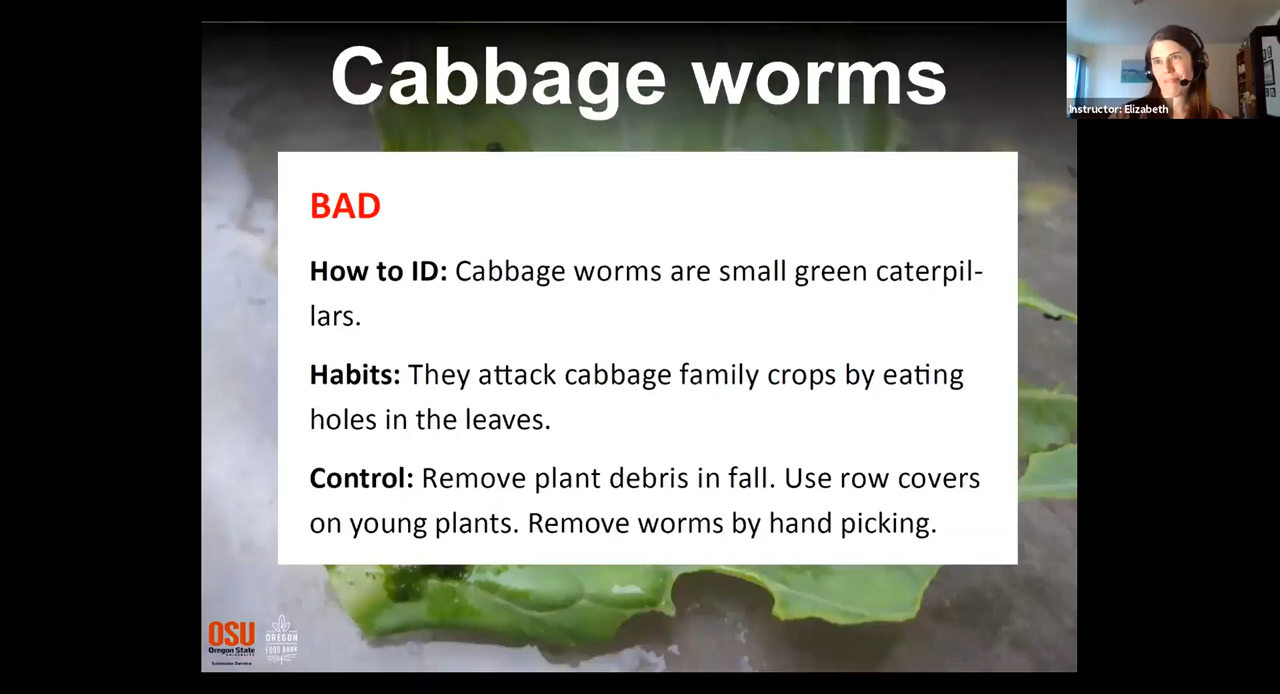 Cabbage worms
Instructor: Elizabeth
BAD
How to ID: Cabbage worms are small green caterpil-
lars.
Habits: They attack cabbage family crops by eating
holes in the leaves.
Control: Remove plant debris in fall. Use row covers
on young plants. Remove worms by hand picking.
OSU
Oregon State
UNIVERSITY
Extension Service
OREGON
FOOD BANK